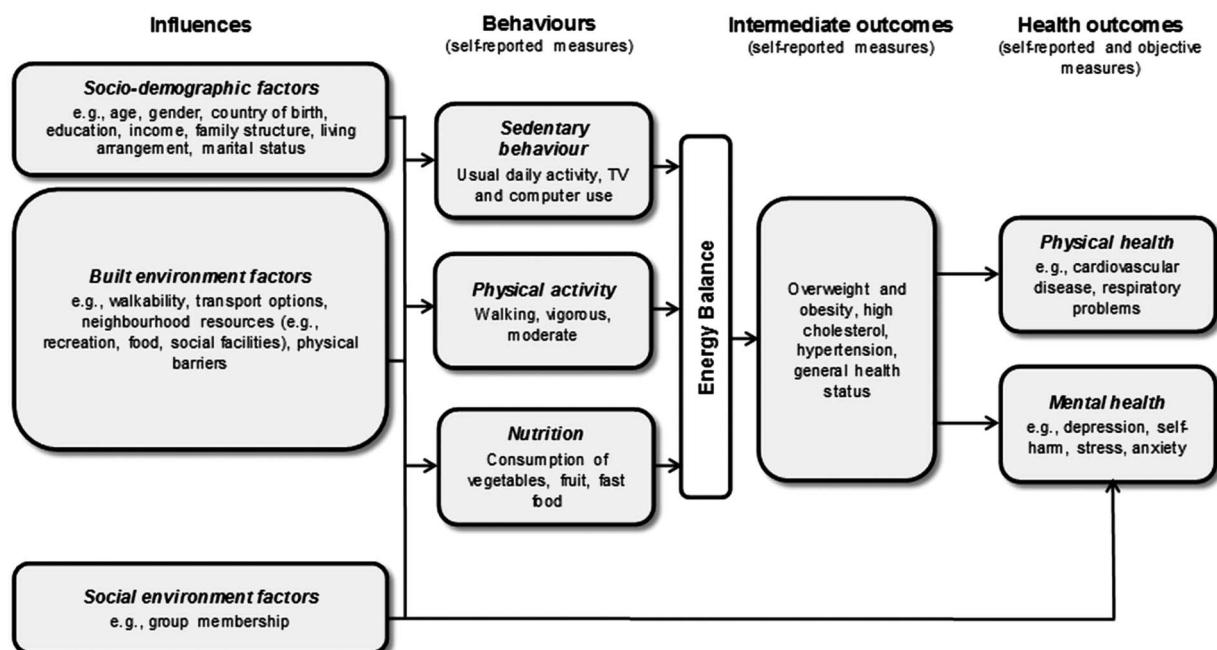 Influences
Socio-demographic factors
e.g., age, gender, country of birth,
education, income, family structure, living
arrangement, marital status
Built environment factors
e.g., walkability, transport options,
neighbourhood resources (e.g.,
recreation, food, social facilities), physical
barriers
Social environment factors
e.g., group membership
Behaviours
(self-reported measures)
Sedentary
behaviour
Usual daily activity, TV
and computer use
Physical activity
Walking, vigorous,
moderate
Nutrition
Consumption of
vegetables, fruit, fast
food
Energy Balance
Intermediate outcomes
(self-reported measures)
Overweight and
obesity, high
cholesterol,
hypertension,
general health
status
Health outcomes
(self-reported and objective
measures)
Physical health
e.g., cardiovascular
disease, respiratory
problems
Mental health
e.g., depression, self-
harm, stress, anxiety